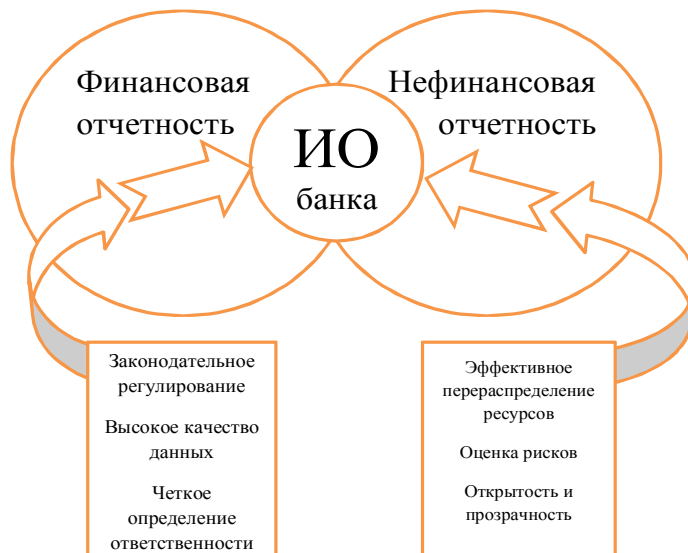 Финансовая
отчетность
Нефинансовая
отчетность
ИО
банка
Законодательное
регулирование
Высокое качество
данных
Четкое
определение
ответственности
Эффективное
перераспределение
ресурсов
Оценка рисков
Открытость и
прозрачность